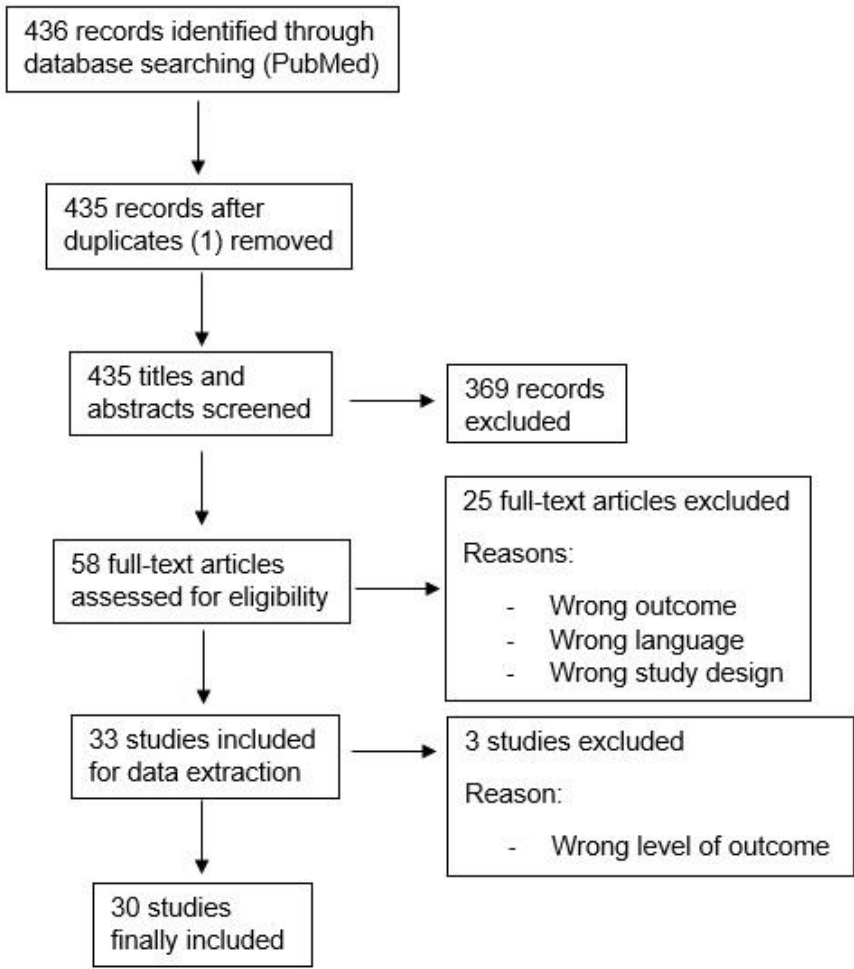 436 records identified through
database searching (PubMed)
435 records after
duplicates (1) removed
435 titles and
abstracts screened
369 records
excluded
58 full-text articles
assessed for eligibility
25 full-text articles excluded
Reasons:
- Wrong outcome
- Wrong language
- Wrong study design
33 studies included
for data extraction
3 studies excluded
Reason:
- Wrong level of outcome
30 studies
finally included